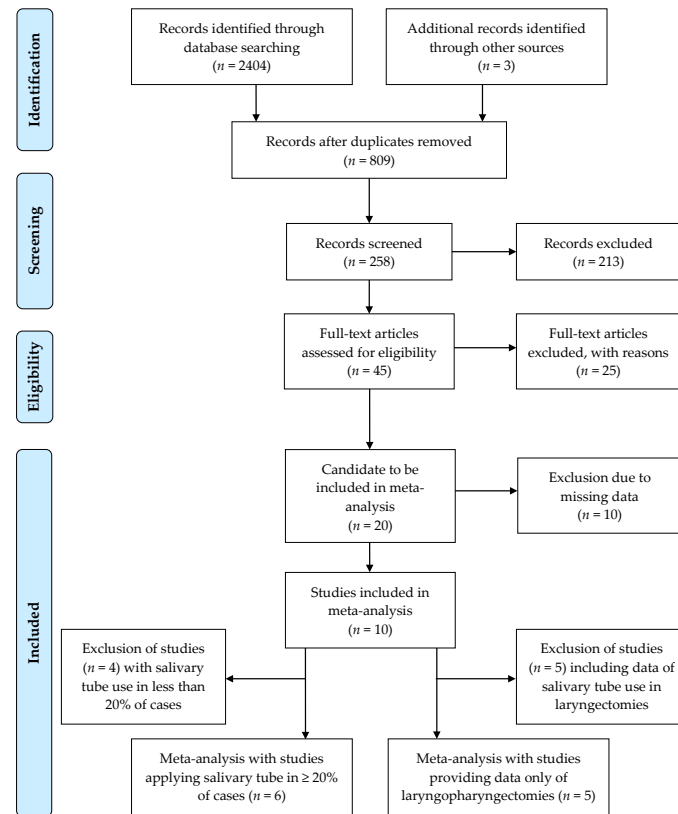 Identification
Records identified through
database searching
(n = 2404)
Additional records identified
through other sources
(n = 3)
Records after duplicates removed
(n = 809)
Screening
Records screened
(n = 258)
Records excluded
(n = 213)
Eligibility
Full-text articles
assessed for eligibility
(n = 45)
Full-text articles
excluded, with reasons
(n = 25)
Included
Candidate to be
included in meta-
analysis
(n = 20)
Exclusion due to
missing data
(n = 10)
Studies included in
meta-analysis
(n = 10)
Exclusion of studies
(n = 4) with salivary
tube use in less than
20% of cases
Exclusion of studies
(n = 5) including data of
salivary tube use in
laryngectomies
Meta-analysis with studies
applying salivary tube in ≥ 20%
of cases (n = 6)
Meta-analysis with studies
providing data only of
laryngopharyngectomies (n = 5)